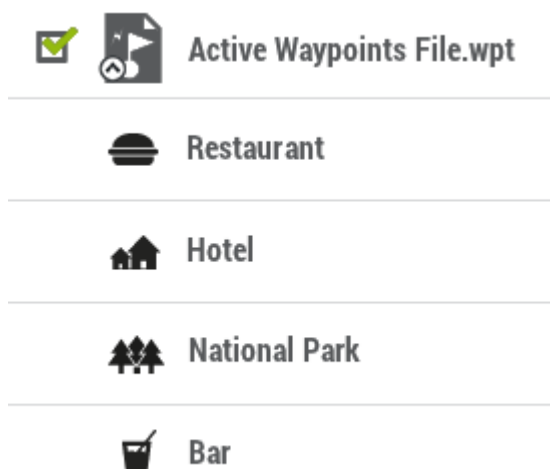 Active Waypoints File.wpt
Restaurant
Hotel
National Park
Bar